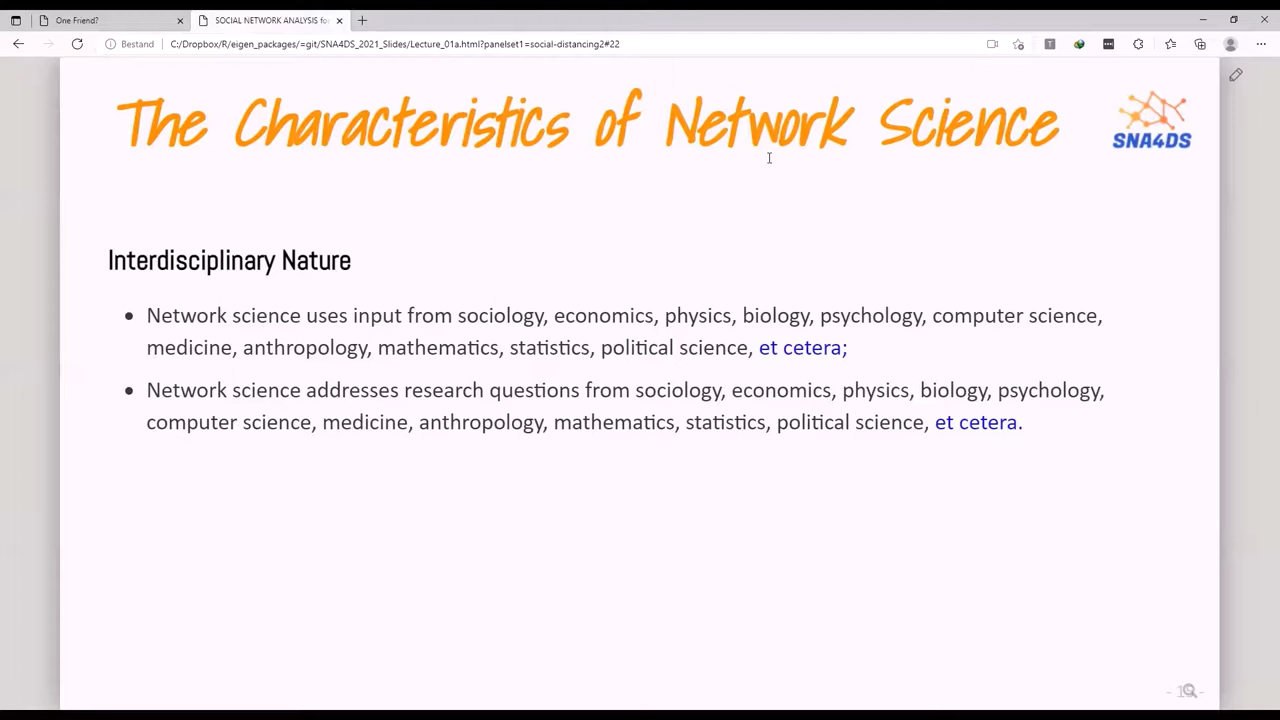 One Friend?
SOCIAL NETWORK ANALYSIS for
Bestand
C:/Dropbox/R/eigen_packages/=git/SNA4DS_2021_Slides/Lecture_01a.html?panelset1=social-distancing2#22
The Characteristics of Network Science
SNA4DS
Interdisciplinary Nature
• Network science uses input from sociology, economics, physics, biology, psychology, computer science,
medicine, anthropology, mathematics, statistics, political science, et cetera;
• Network science addresses research questions from sociology, economics, physics, biology, psychology,
computer science, medicine, anthropology, mathematics, statistics, political science, et cetera.